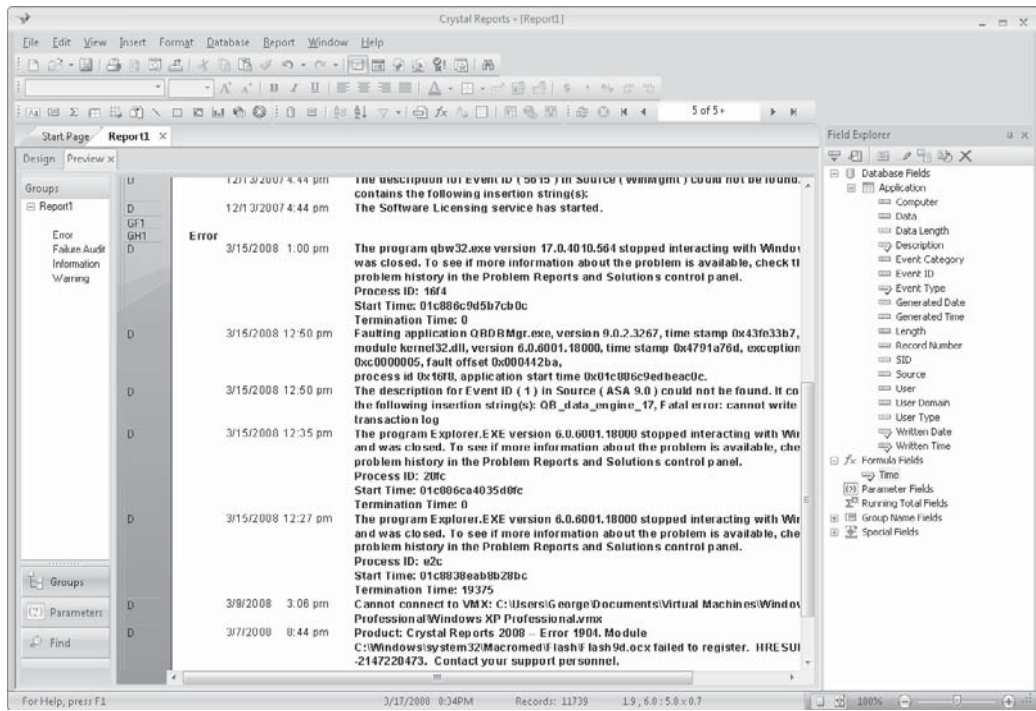 Crystal Reports - [Report1]
File Edit View Insert Format Database Report Window Help
5 of 5+
Start Page Report1
Design Preview
Groups
Report1
Error
Failure Audit
Information
Warning
Groups
Parameters
Find
D 12/13/2007 4:44 pm The description for Event ID ( 5615 ) in Source ( WinMgmt ) could not be found.
contains the following insertion string(s):
D 12/13/2007 4:44 pm The Software Licensing service has started.
GF1
GH1 Error
D 3/15/2008 1:00 pm The program qbw32.exe version 17.0.4010.564 stopped interacting with Window
was closed. To see if more information about the problem is available, check th
problem history in the Problem Reports and Solutions control panel.
Process ID: 16f4
Start Time: 01c886c9d5b7cb0c
Termination Time: 0
D 3/15/2008 12:50 pm Faulting application QBDBMgr.exe, version 9.0.2.3267, time stamp 0x43fe33b7,
module kernel32.dll, version 6.0.6001.18000, time stamp 0x4791a76d, exception
0xc0000005, fault offset 0x000442ba,
process id 0x16f8, application start time 0x01c886c9edbeac0c.
D 3/15/2008 12:50 pm The description for Event ID ( 1 ) in Source ( ASA 9.0 ) could not be found. It co
the following insertion string(s): QB_data_engine_17, Fatal error: cannot write
transaction log
D 3/15/2008 12:35 pm The program Explorer.EXE version 6.0.6001.18000 stopped interacting with Win
and was closed. To see if more information about the problem is available, che
problem history in the Problem Reports and Solutions control panel.
Process ID: 20fc
Start Time: 01c886ca4035d0fc
Termination Time: 0
D 3/15/2008 12:27 pm The program Explorer.EXE version 6.0.6001.18000 stopped interacting with Win
and was closed. To see if more information about the problem is available, che
problem history in the Problem Reports and Solutions control panel.
Process ID: e2c
Start Time: 01c8838eab8b28bc
Termination Time: 19375
D 3/9/2008 3:06 pm Cannot connect to VMX: C:\Users\George\Documents\Virtual Machines\Window
Professional\Windows XP Professional.vmx
D 3/7/2008 8:44 pm Product: Crystal Reports 2008 -- Error 1904. Module
C:\Windows\system32\Macromed\Flash\Flash9d.ocx failed to register. HRESUL
-2147220473. Contact your support personnel.
Field Explorer
Database Fields
Application
Computer
Data
Data Length
Description
Event Category
Event ID
Event Type
Generated Date
Generated Time
Length
Record Number
SID
Source
User
User Domain
User Type
Written Date
Written Time
Formula Fields
Time
Parameter Fields
Running Total Fields
Group Name Fields
Special Fields
For Help, press F1 3/17/2008 8:34PM Records: 11739 1.9 , 6.0 : 5.8 x 0.7 100%